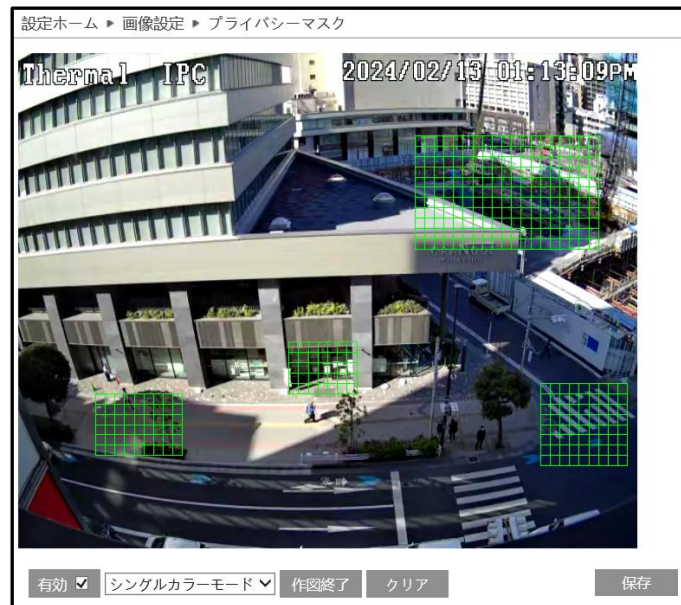 設定ホーム ▶ 画像設定 ▶ プライバシーマスク
Thermal IPC 2024/02/13 01:13:09PM
有効 シングルカラーモード 作図終了 クリア 保存